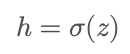 h = σ(z)